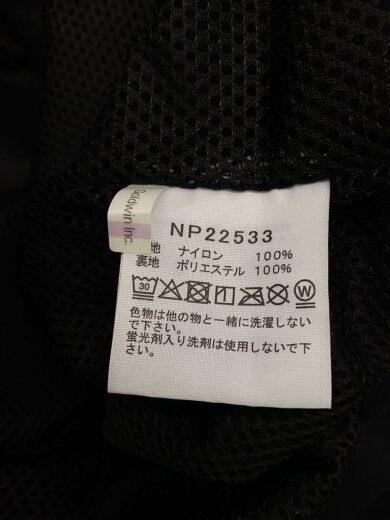 Goldwin Inc.
NP22533
地 ナイロン 100%
裏地 ポリエステル 100%
30 W
色物は他の物と一緒に洗濯しない
で下さい。
蛍光剤入り洗剤は使用しないで下
さい。